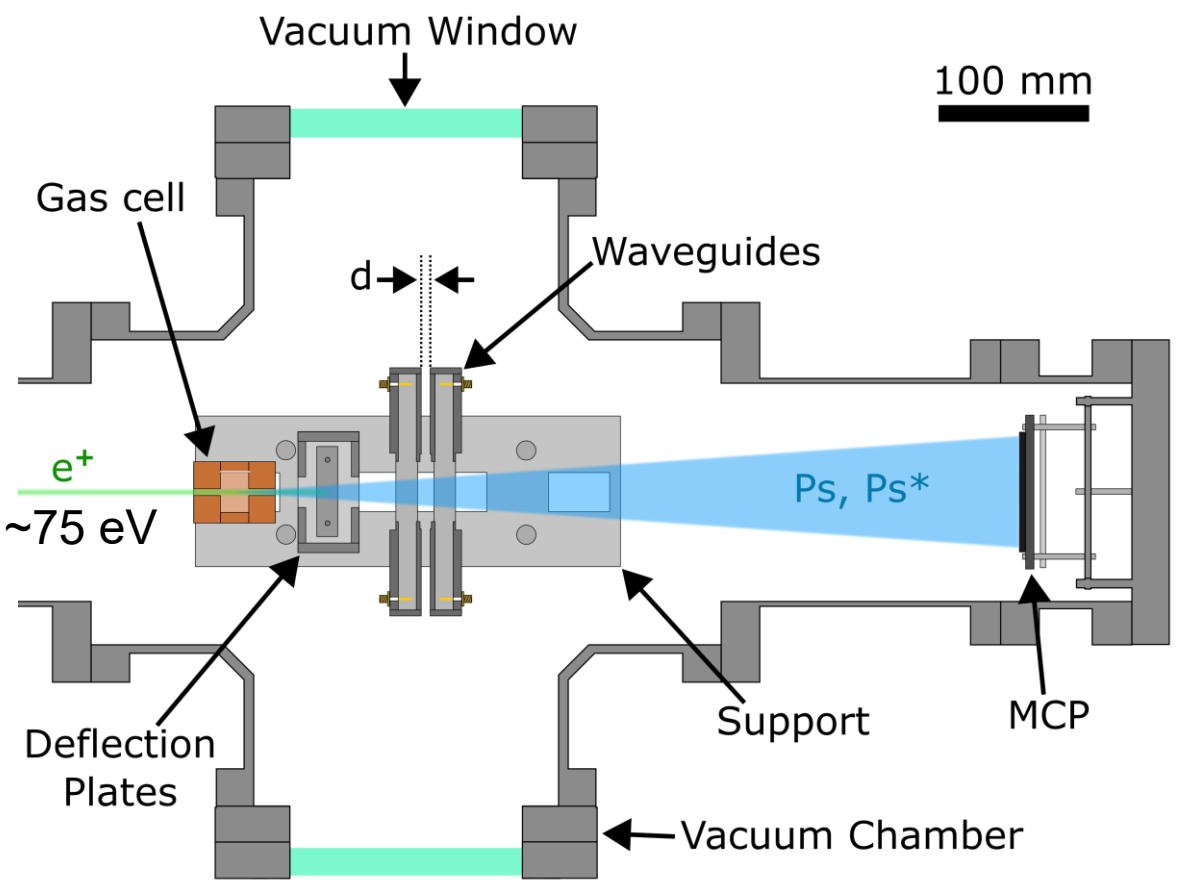 Vacuum Window
100 mm
Gas cell
Waveguides
d
e⁺
~75 eV
Ps, Ps*
Deflection
Plates
Support
MCP
Vacuum Chamber